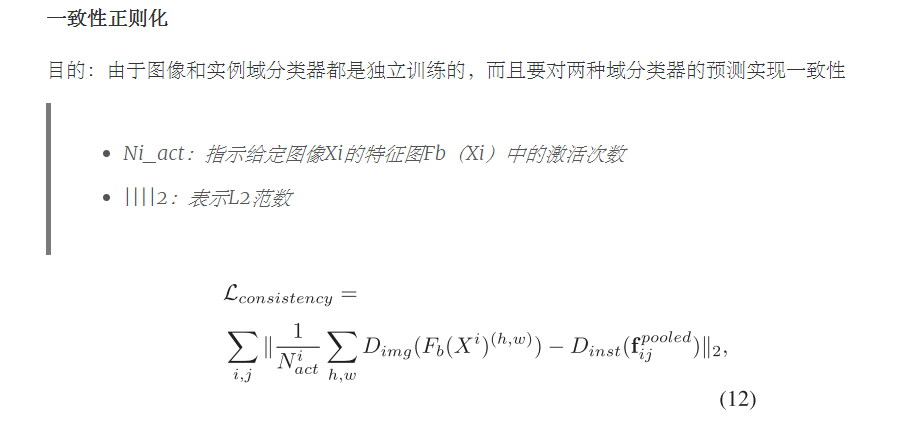 一致性正则化
目的：由于图像和实例域分类器都是独立训练的，而且要对两种域分类器的预测实现一致性
• Ni_act：指示给定图像Xi的特征图Fb（Xi）中的激活次数
• ||||2：表示L2范数
\mathcal{L}_{consistency} =
\sum_{i,j} \| \frac{1}{N^{i}_{act}} \sum_{h,w} D_{img}(F_b(X^i)^{(h,w)}) - D_{inst}(\mathbf{f}^{pooled}_{ij}) \|_2,
(12)